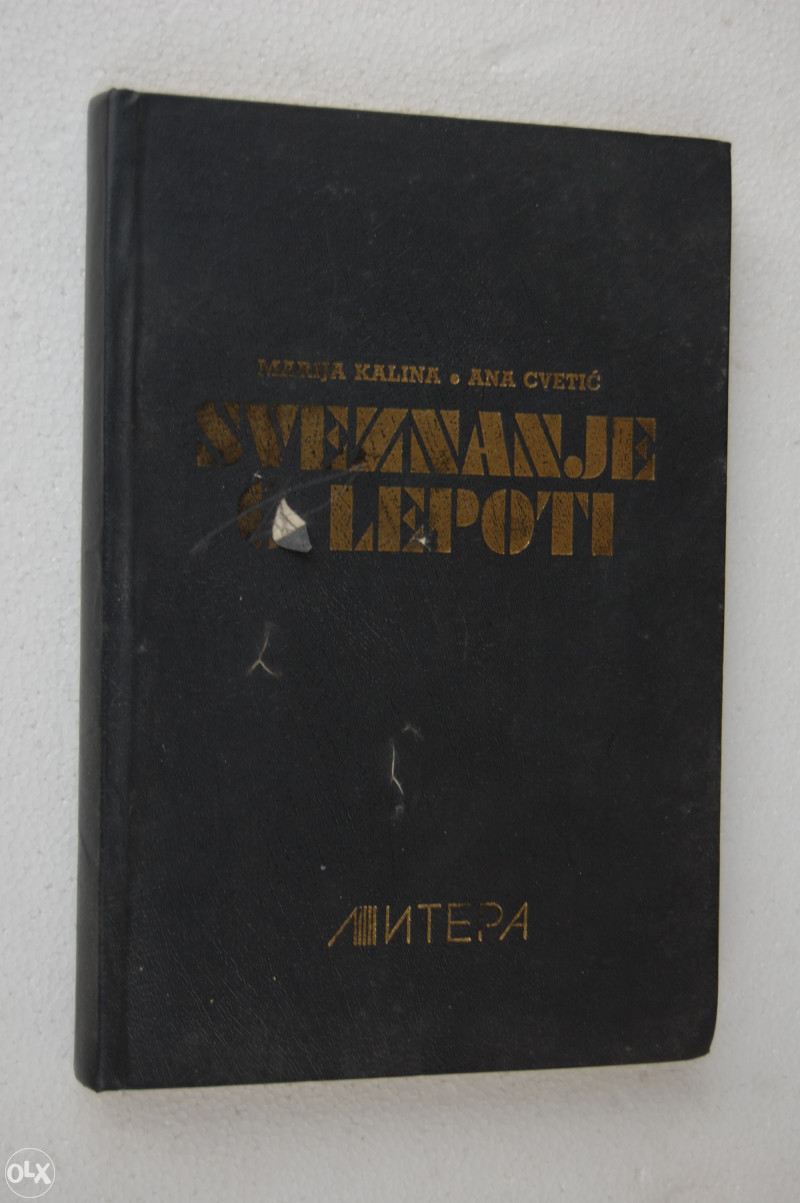 MARIJA KALINA • ANA CVETIĆ
SVEZNANJE
O LEPOTI
ЛИТЕРА
OLX